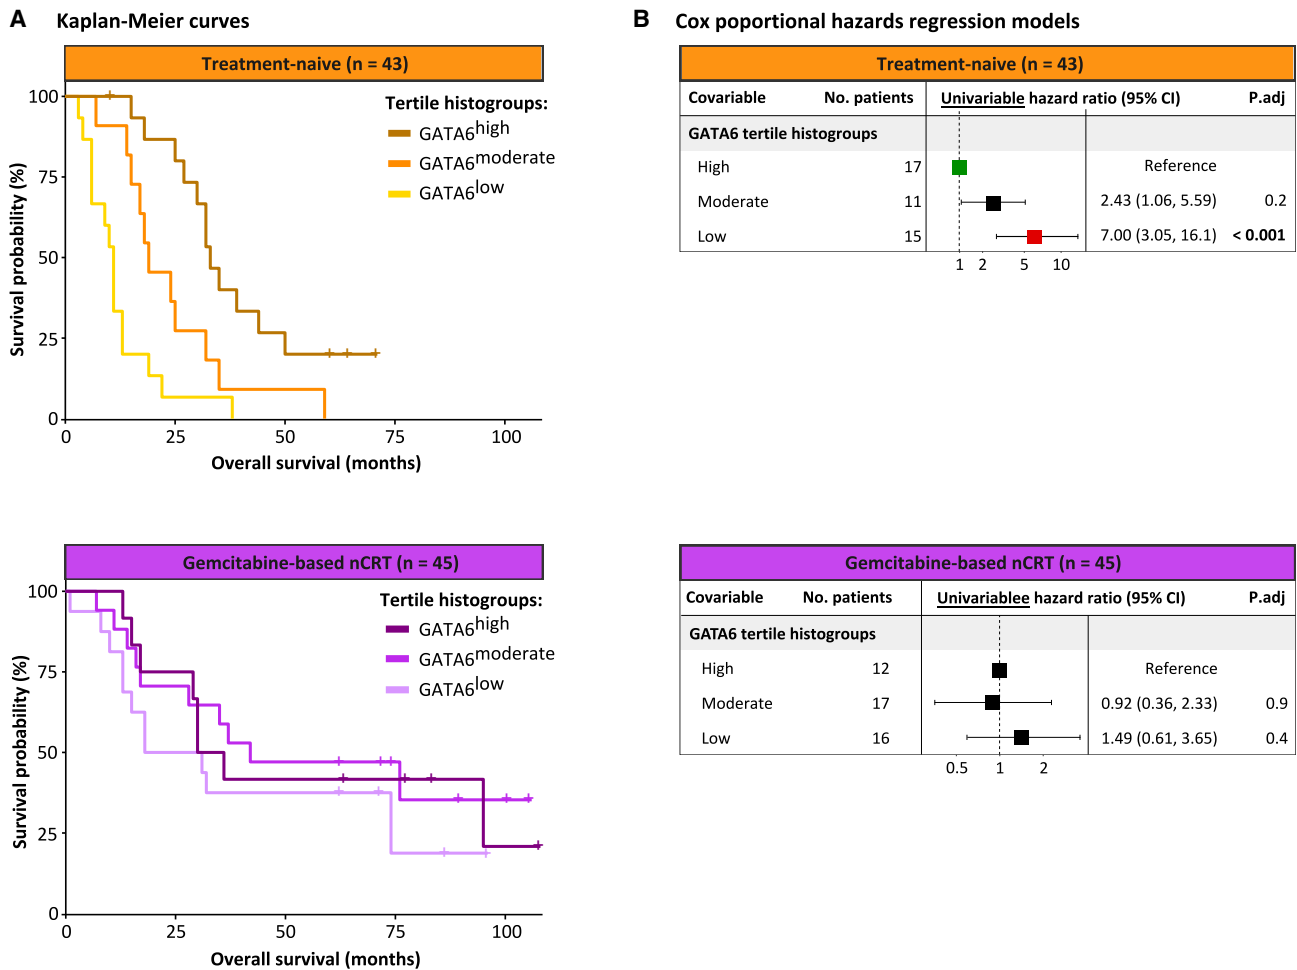 A Kaplan-Meier curves
Treatment-naive (n = 43)
Tertile histogroups:
GATA6high
GATA6moderate
GATA6low
100
75
50
25
0
Survival probability (%)
0 25 50 75 100
Overall survival (months)
Gemcitabine-based nCRT (n = 45)
Tertile histogroups:
GATA6high
GATA6moderate
GATA6low
100
75
50
25
0
Survival probability (%)
0 25 50 75 100
Overall survival (months)
B Cox poportional hazards regression models
Treatment-naive (n = 43)
Covariable No. patients Univariable hazard ratio (95% CI) P.adj
GATA6 tertile histogroups
High 17 Reference
Moderate 11 2.43 (1.06, 5.59) 0.2
Low 15 7.00 (3.05, 16.1) < 0.001
1 2 5 10
Gemcitabine-based nCRT (n = 45)
Covariable No. patients Univariablee hazard ratio (95% CI) P.adj
GATA6 tertile histogroups
High 12 Reference
Moderate 17 0.92 (0.36, 2.33) 0.9
Low 16 1.49 (0.61, 3.65) 0.4
0.5 1 2